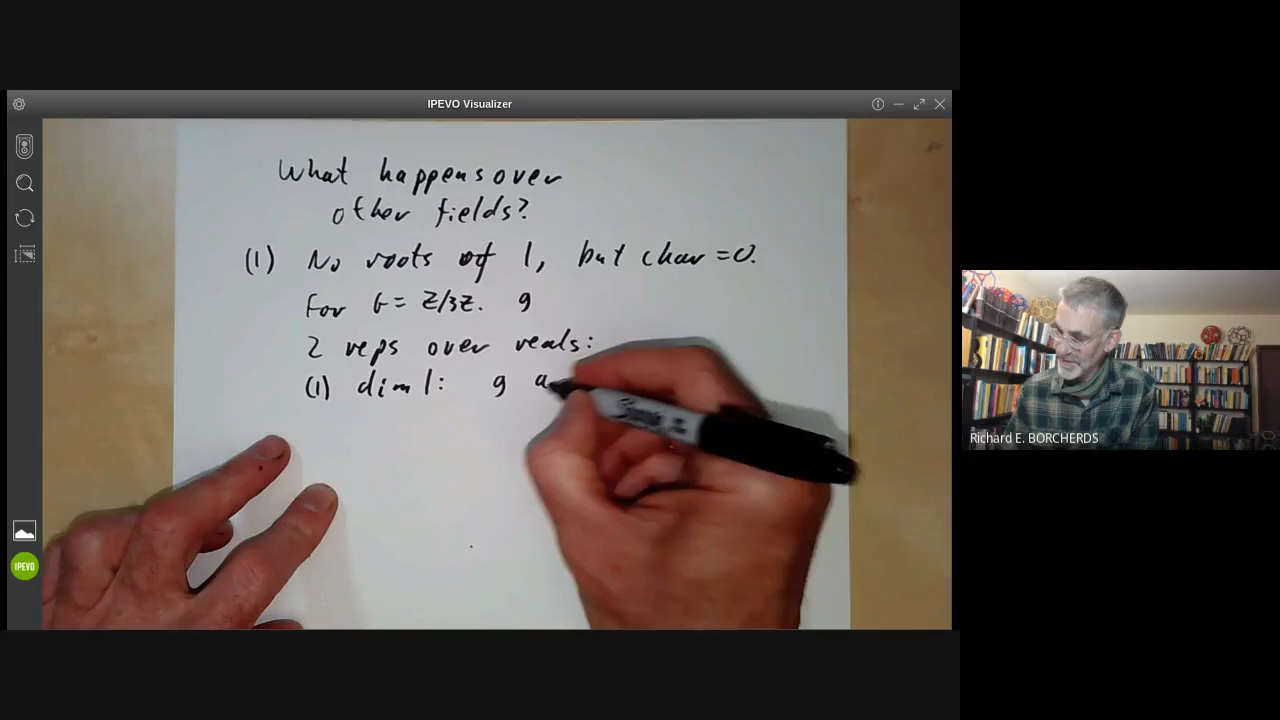 IPEVO Visualizer
What happens over
other fields?
(1) No roots of 1, but char = 0.
For G = Z/3Z. g
2 reps over reals:
(1) dim 1: g a
Richard E. BORCHERDS
IPEVO